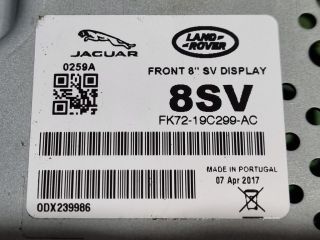 JAGUAR
LAND
ROVER
0259A
FRONT 8" SV DISPLAY
8SV
FK72-19C299-AC
MADE IN PORTUGAL
07 Apr 2017
ODX239986